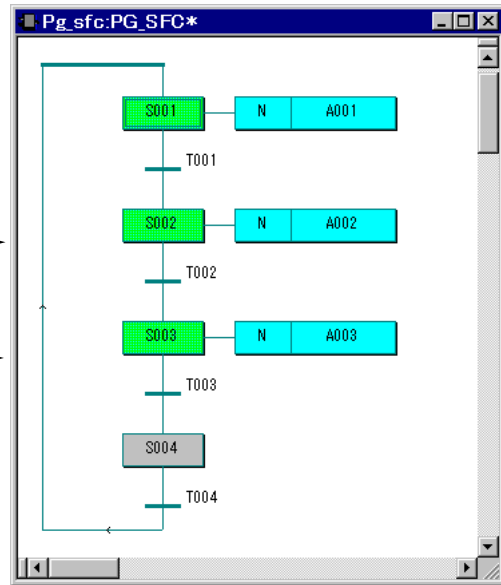 Pg_sfc:PG_SFC*
S001 N A001
T001
S002 N A002
T002
S003 N A003
T003
S004
T004